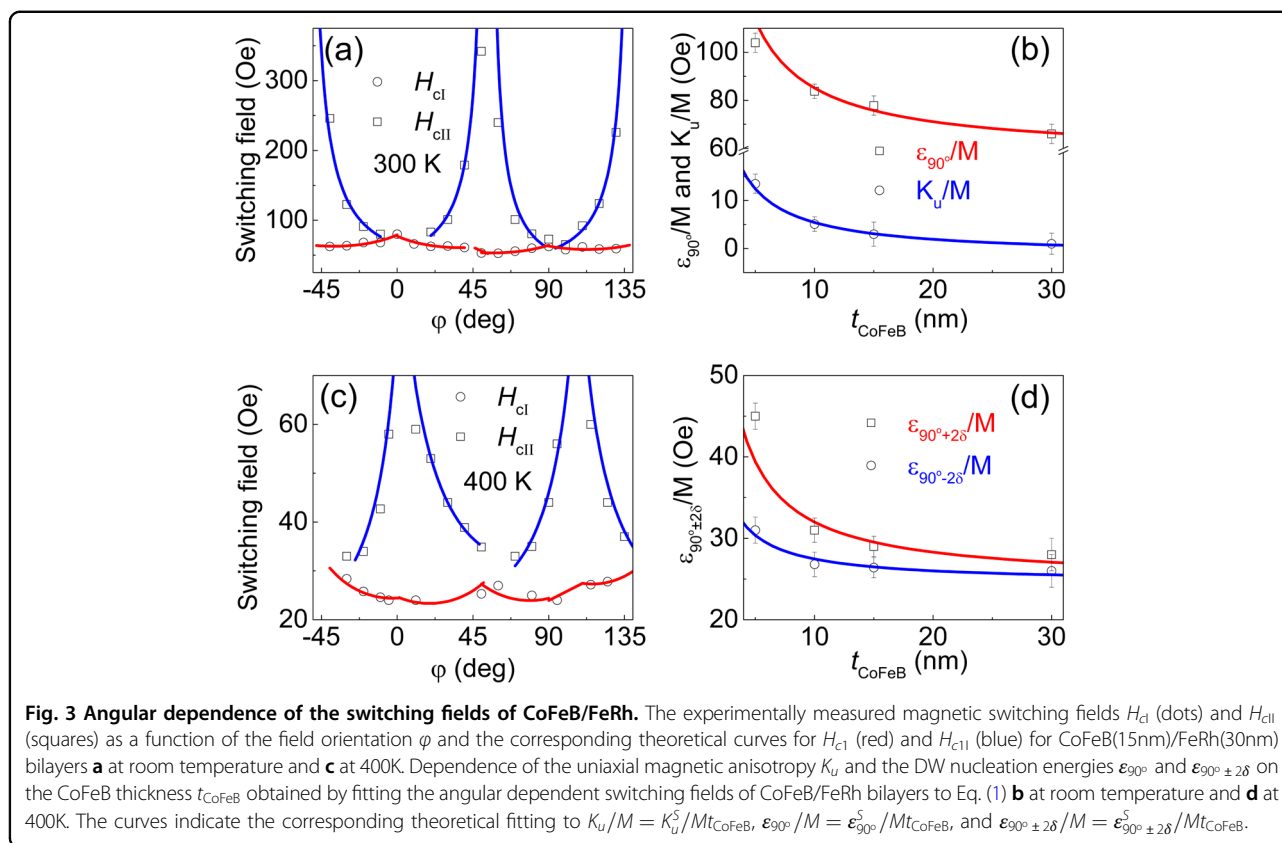 (a)
Switching field (Oe)
300
200
100
H_cI
H_cII
300 K
-45 0 45 90 135
φ (deg)
(b)
ε_90°/M and K_u/M (Oe)
100
80
60
10
0
ε_90°/M
K_u/M
10 20 30
t_CoFeB (nm)
(c)
Switching field (Oe)
60
40
20
H_cI
H_cII
400 K
-45 0 45 90 135
φ (deg)
(d)
ε_90°±2δ/M (Oe)
50
40
30
20
ε_90°+2δ/M
ε_90°-2δ/M
10 20 30
t_CoFeB (nm)
Fig. 3 Angular dependence of the switching fields of CoFeB/FeRh. The experimentally measured magnetic switching fields H_cI (dots) and H_cII
(squares) as a function of the field orientation φ and the corresponding theoretical curves for H_c1 (red) and H_c1I (blue) for CoFeB(15nm)/FeRh(30nm)
bilayers a at room temperature and c at 400K. Dependence of the uniaxial magnetic anisotropy K_u and the DW nucleation energies ε_90° and ε_90° ± 2δ on
the CoFeB thickness t_CoFeB obtained by fitting the angular dependent switching fields of CoFeB/FeRh bilayers to Eq. (1) b at room temperature and d at
400K. The curves indicate the corresponding theoretical fitting to K_u/M = K_u^S/Mt_CoFeB, ε_90°/M = ε_90°^S/Mt_CoFeB, and ε_90° ± 2δ/M = ε_90° ± 2δ^S/Mt_CoFeB.